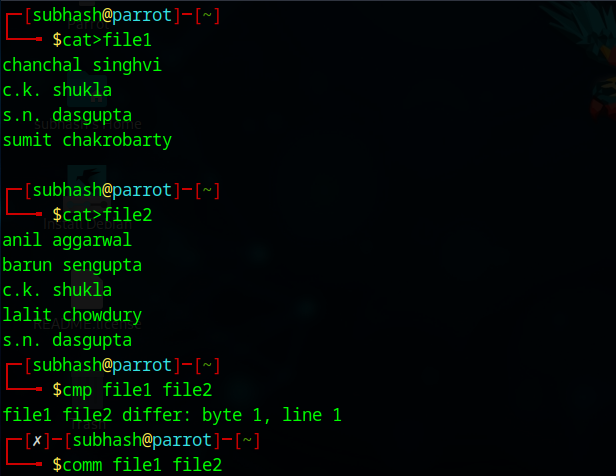 [subhash@parrot]-[~]
$cat>file1
chanchal singhvi
c.k. shukla
s.n. dasgupta
sumit chakrobarty
[subhash@parrot]-[~]
$cat>file2
anil aggarwal
barun sengupta
c.k. shukla
lalit chowdury
s.n. dasgupta
[subhash@parrot]-[~]
$cmp file1 file2
file1 file2 differ: byte 1, line 1
[✗]-[subhash@parrot]-[~]
$comm file1 file2